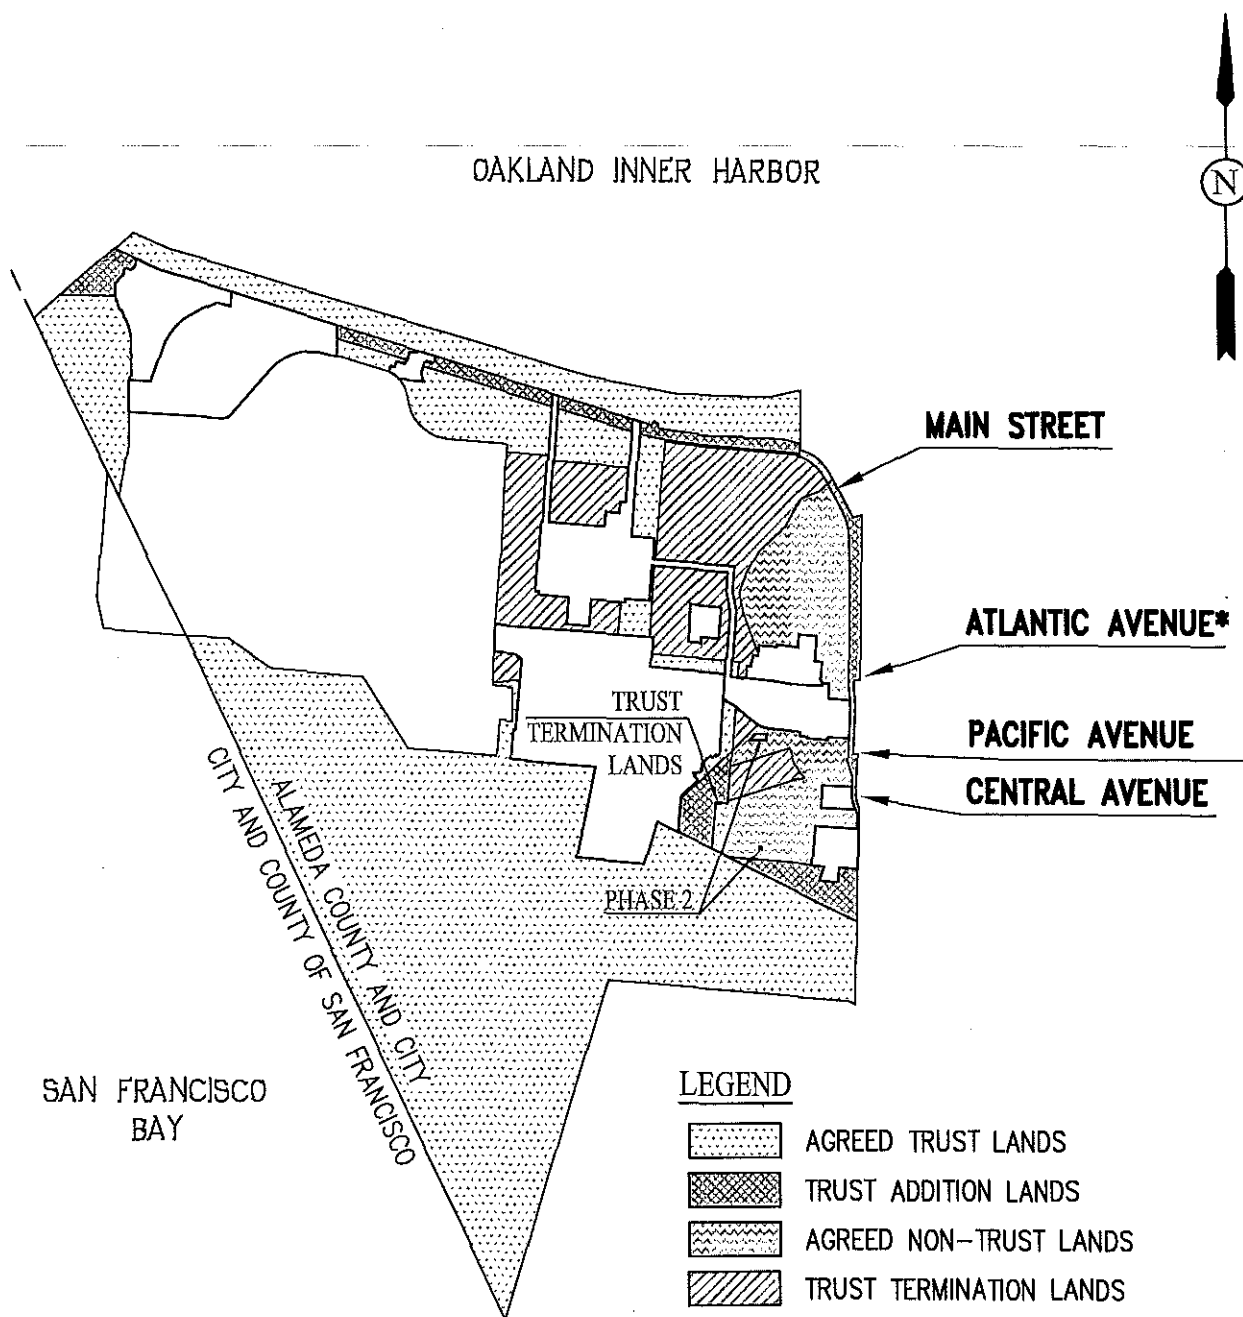 OAKLAND INNER HARBOR
N
MAIN STREET
ATLANTIC AVENUE*
TRUST
TERMINATION
LANDS
PACIFIC AVENUE
CENTRAL AVENUE
PHASE 2
ALAMEDA COUNTY AND CITY
CITY AND COUNTY OF SAN FRANCISCO
SAN FRANCISCO
BAY
LEGEND
AGREED TRUST LANDS
TRUST ADDITION LANDS
AGREED NON-TRUST LANDS
TRUST TERMINATION LANDS